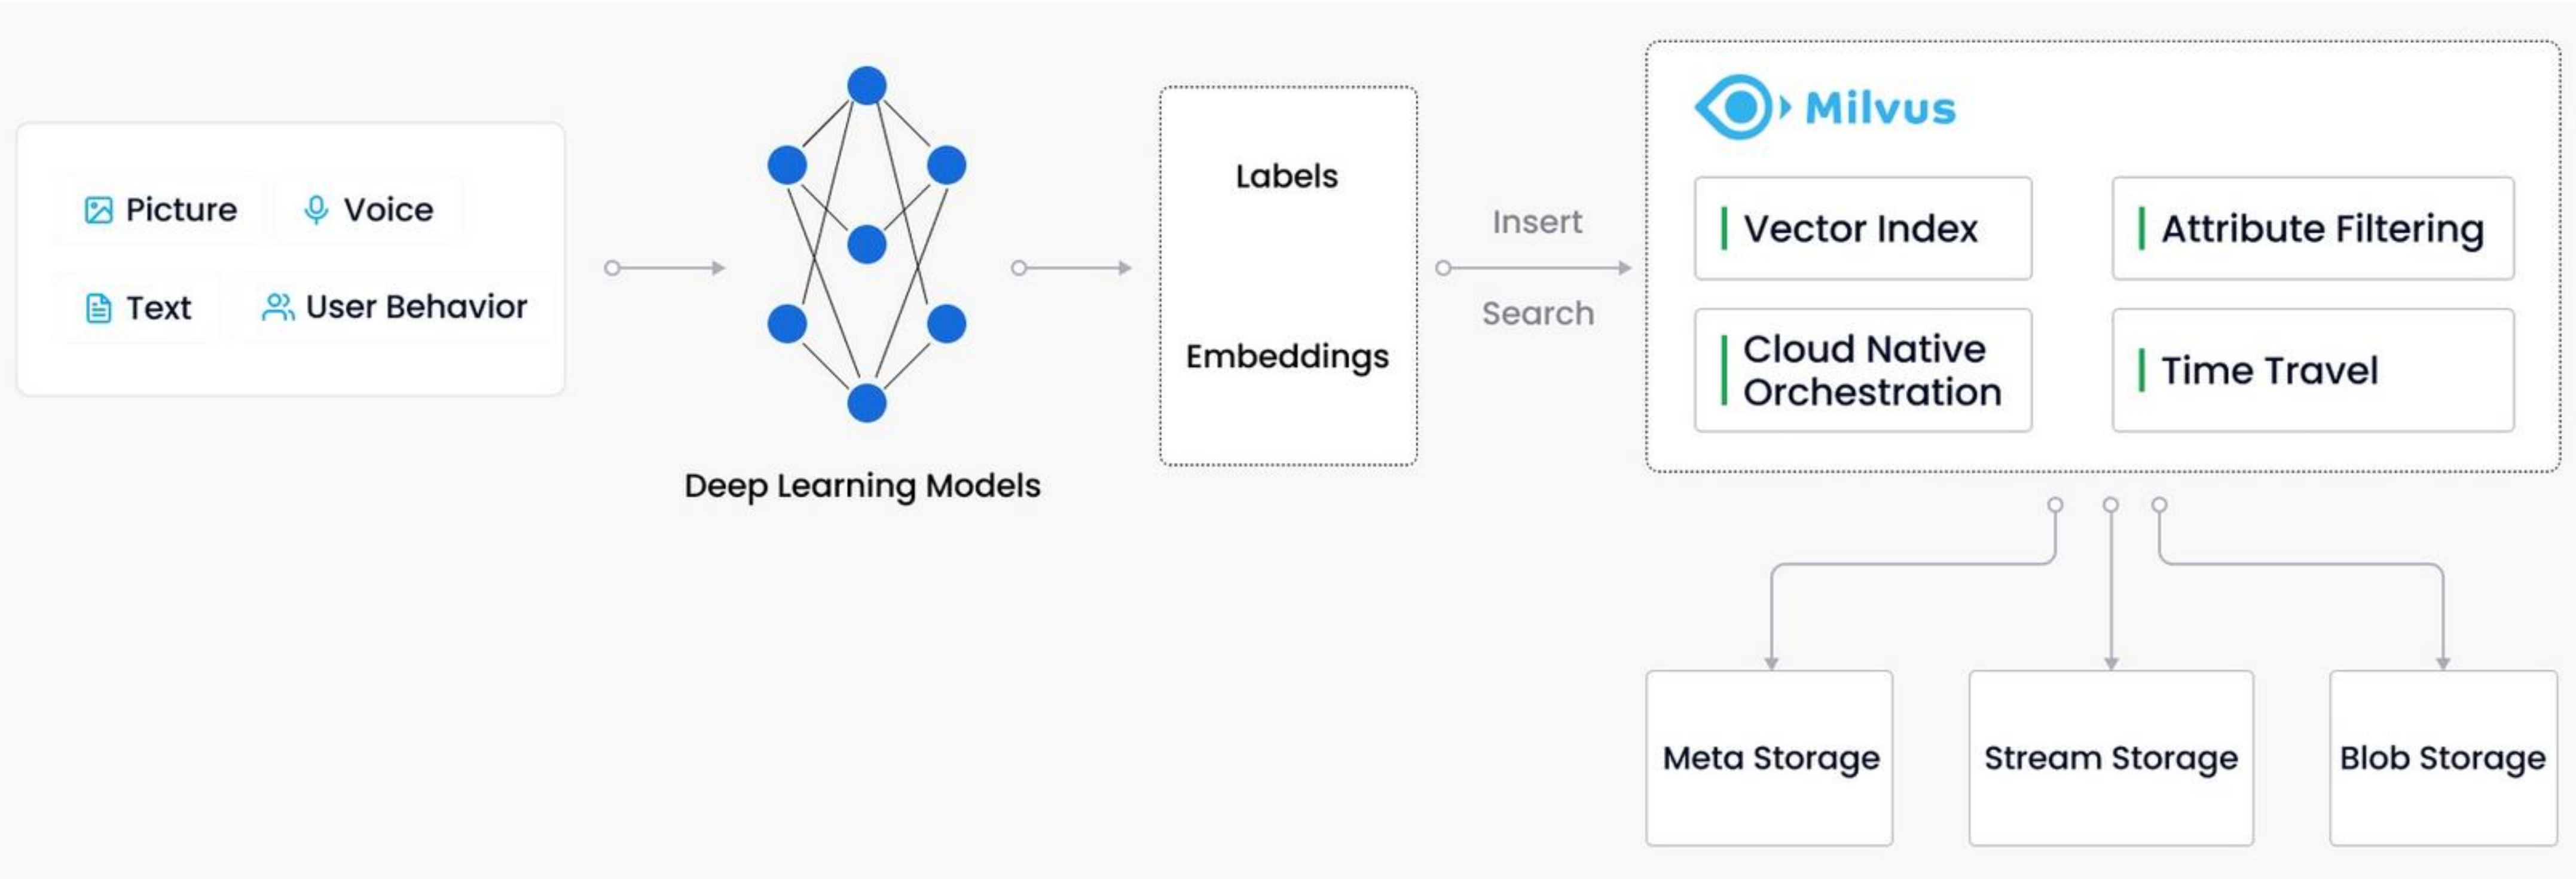 Picture
Voice
Text
User Behavior
Deep Learning Models
Labels
Embeddings
Insert
Search
Milvus
Vector Index
Attribute Filtering
Cloud Native
Orchestration
Time Travel
Meta Storage
Stream Storage
Blob Storage